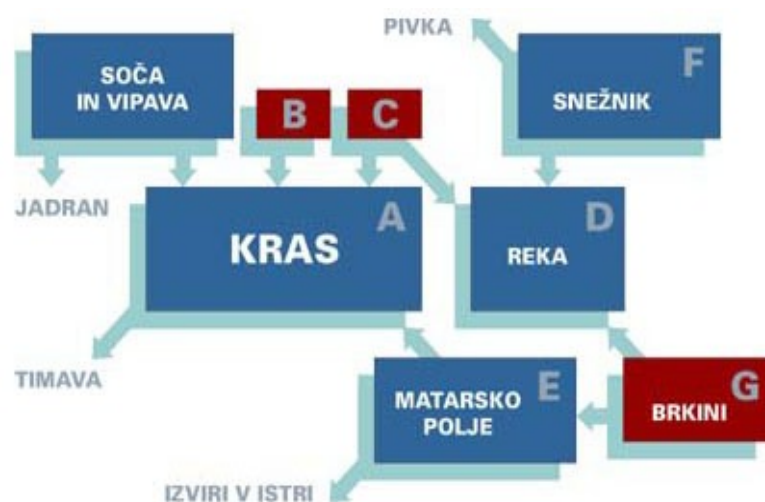 PIVKA
SOČA
IN VIPAVA
B
C
F
SNEŽNIK
JADRAN
A
KRAS
D
REKA
TIMAVA
E
MATARSKO
POLJE
G
BRKINI
IZVIRI V ISTRI